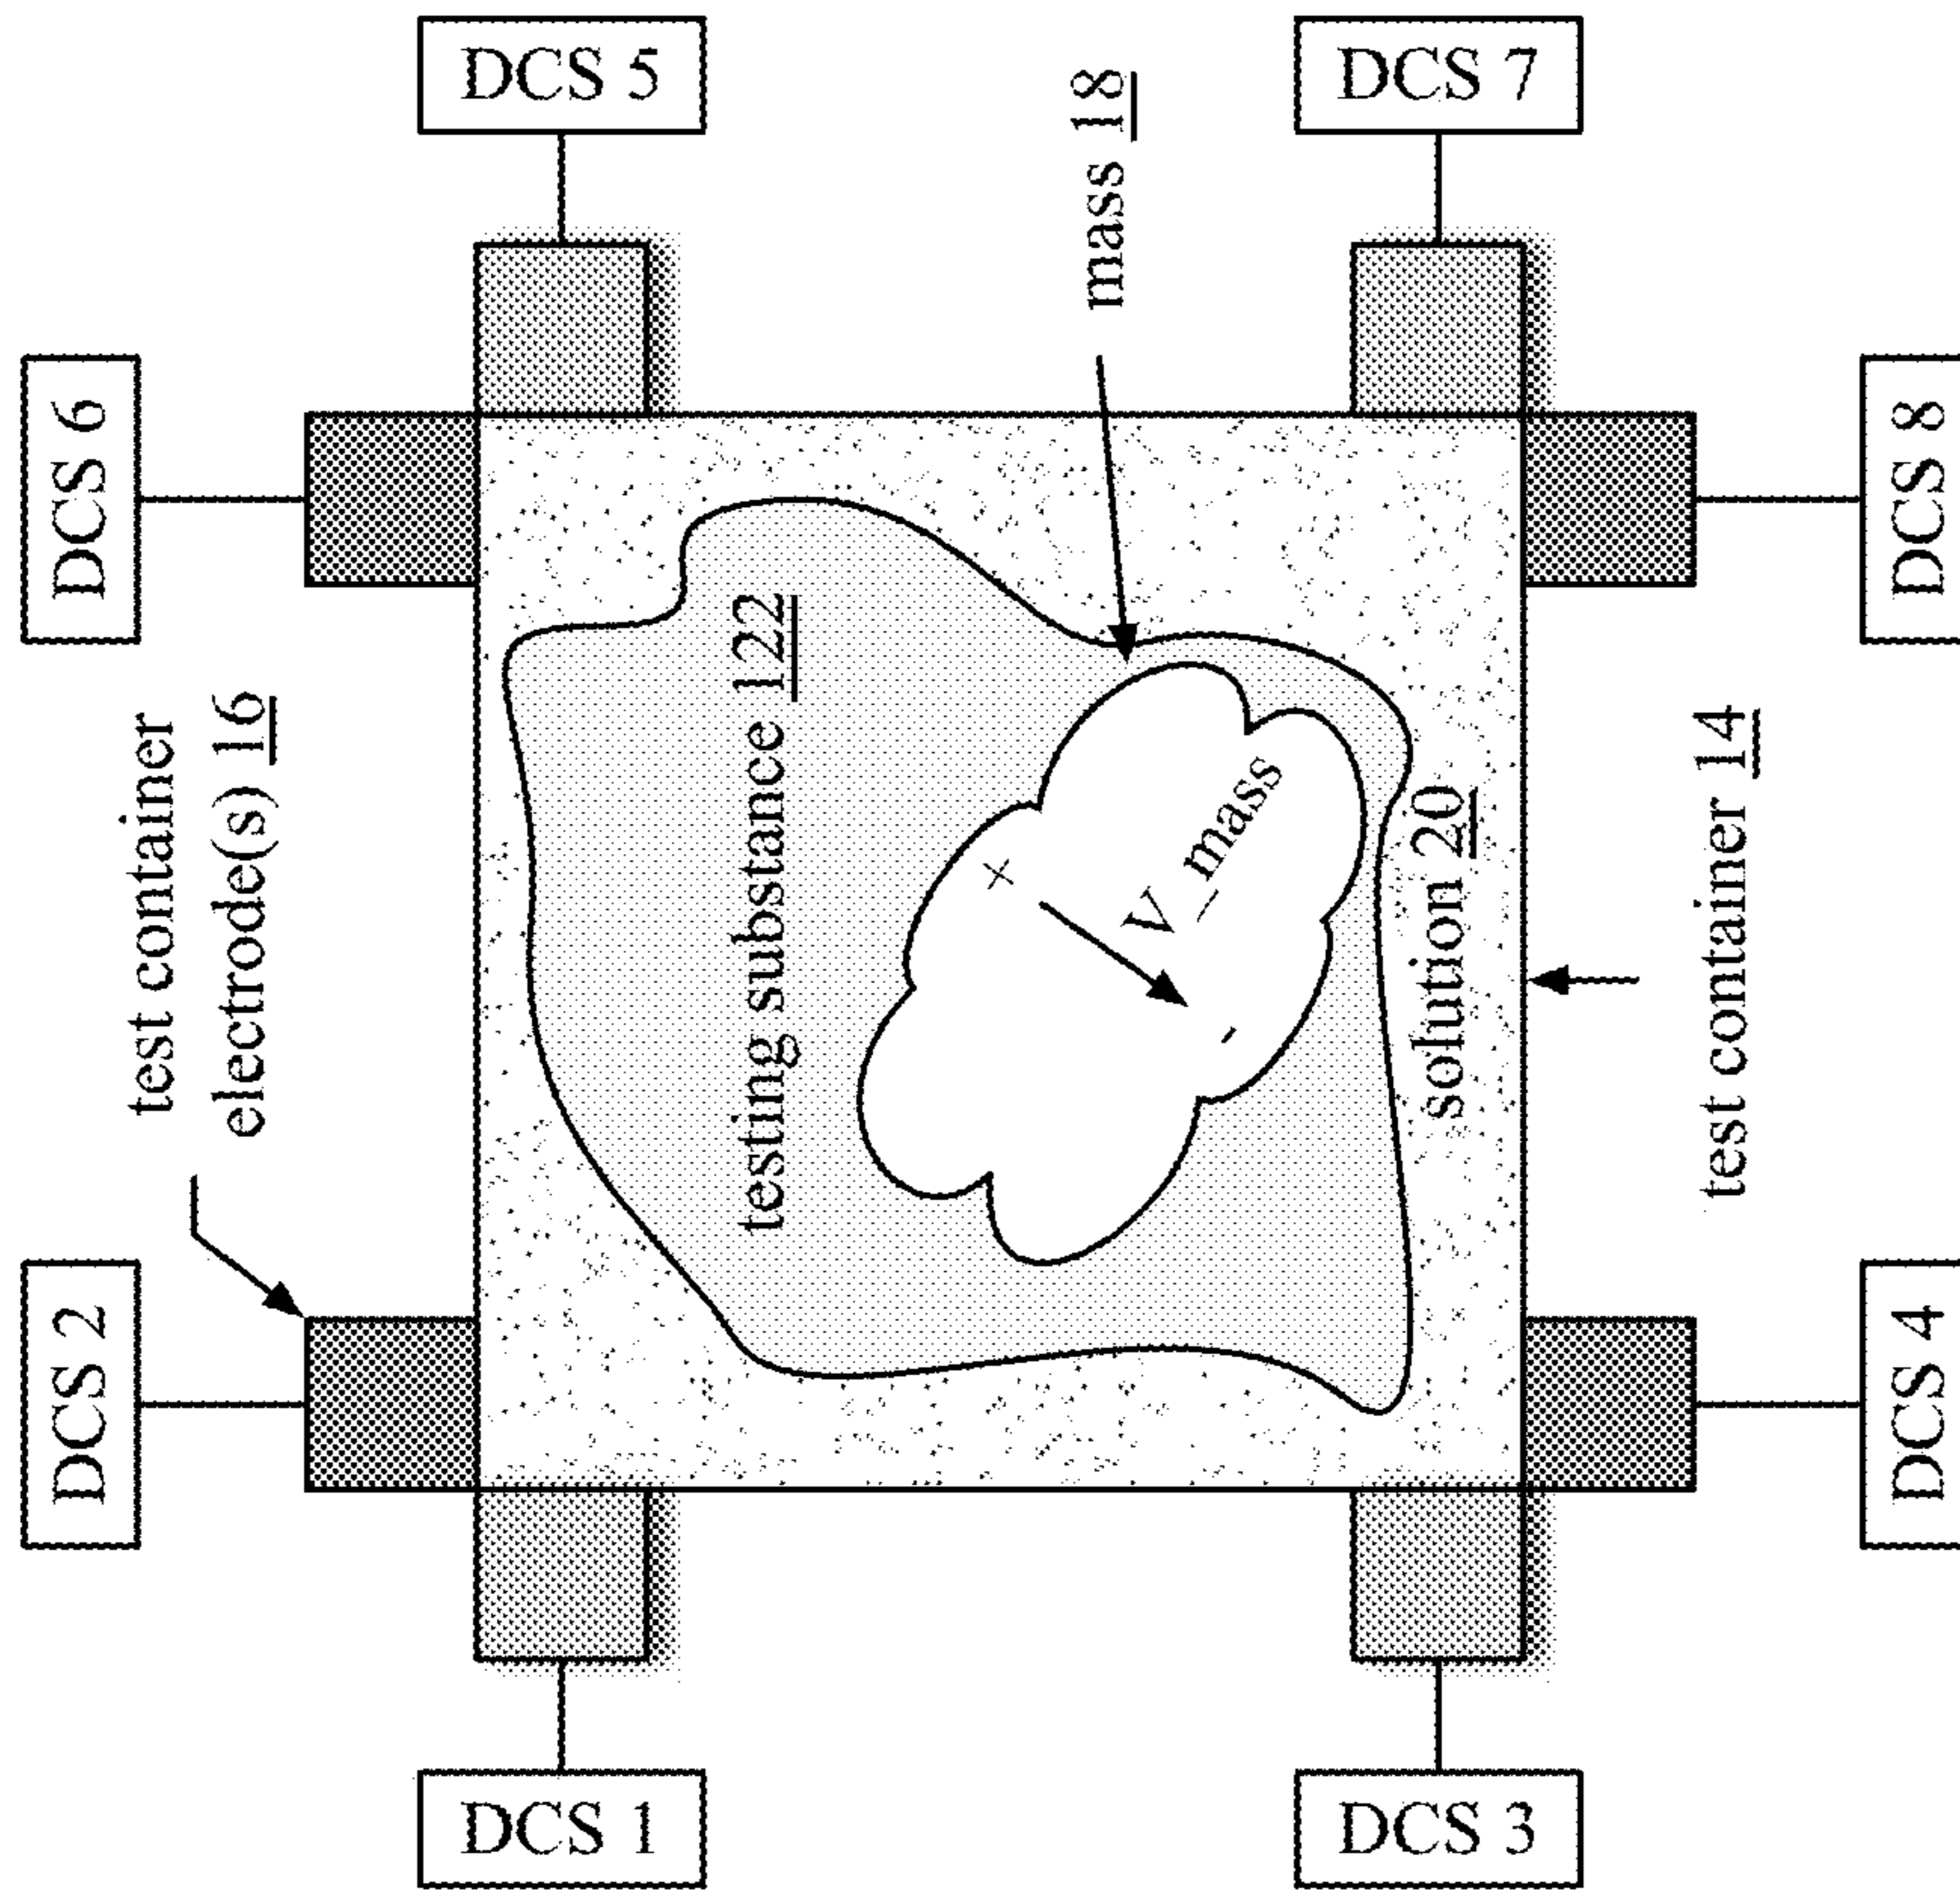 DCS 5
DCS 7
DCS 6
mass 18
DCS 8
test container
electrode(s) 16
testing substance 122
+
V_mass
-
solution 20
test container 14
DCS 2
DCS 4
DCS 1
DCS 3